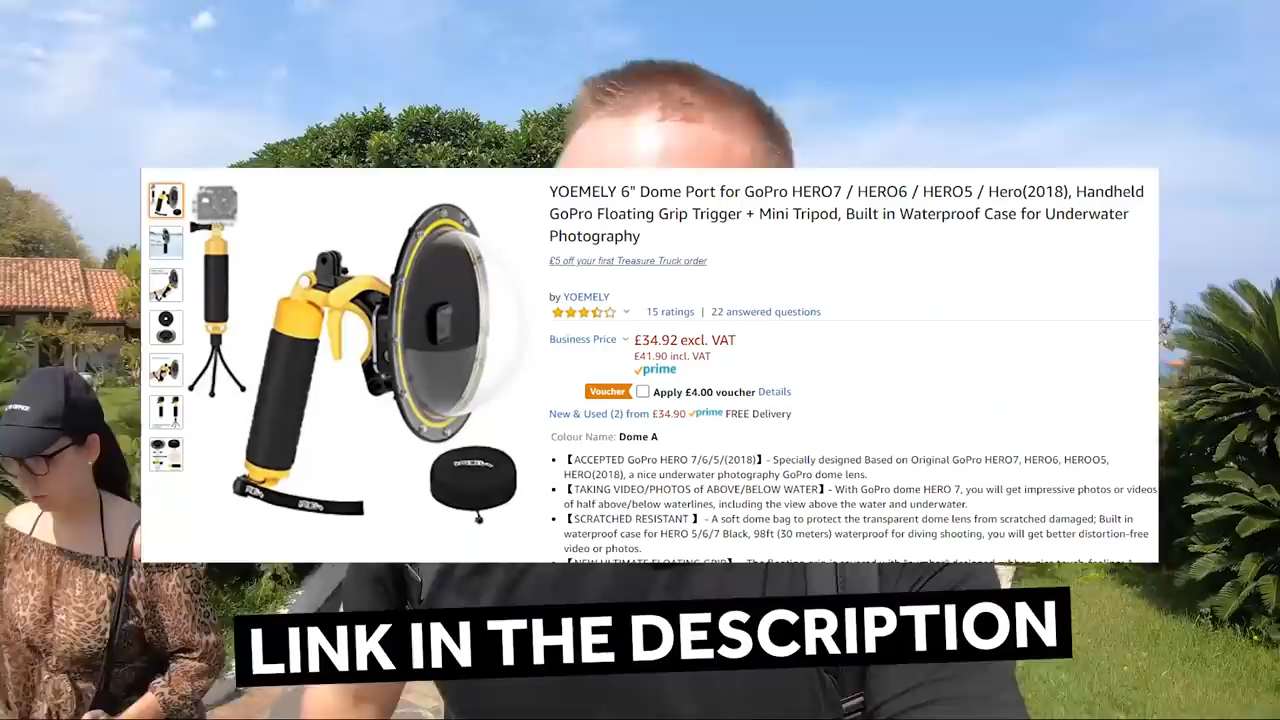 YOEMELY 6" Dome Port for GoPro HERO7 / HERO6 / HERO5 / Hero(2018), Handheld
GoPro Floating Grip Trigger + Mini Tripod, Built in Waterproof Case for Underwater
Photography
£5 off your first Treasure Truck order
by YOEMELY
15 ratings | 22 answered questions
Business Price £34.92 excl. VAT
£41.90 incl. VAT
prime
Voucher Apply £4.00 voucher Details
New & Used (2) from £34.90 prime FREE Delivery
Colour Name: Dome A
• 【ACCEPTED GoPro HERO 7/6/5/(2018)】- Specially designed Based on Original GoPro HERO7, HERO6, HEROO5,
HERO(2018), a nice underwater photography GoPro dome lens.
• 【TAKING VIDEO/PHOTOS of ABOVE/BELOW WATER】- With GoPro dome HERO 7, you will get impressive photos or videos
of half above/below waterlines, including the view above the water and underwater.
• 【SCRATCHED RESISTANT 】 - A soft dome bag to protect the transparent dome lens from scratched damaged; Built in
waterproof case for HERO 5/6/7 Black, 98ft (30 meters) waterproof for diving shooting, you will get better distortion-free
video or photos.
LINK IN THE DESCRIPTION